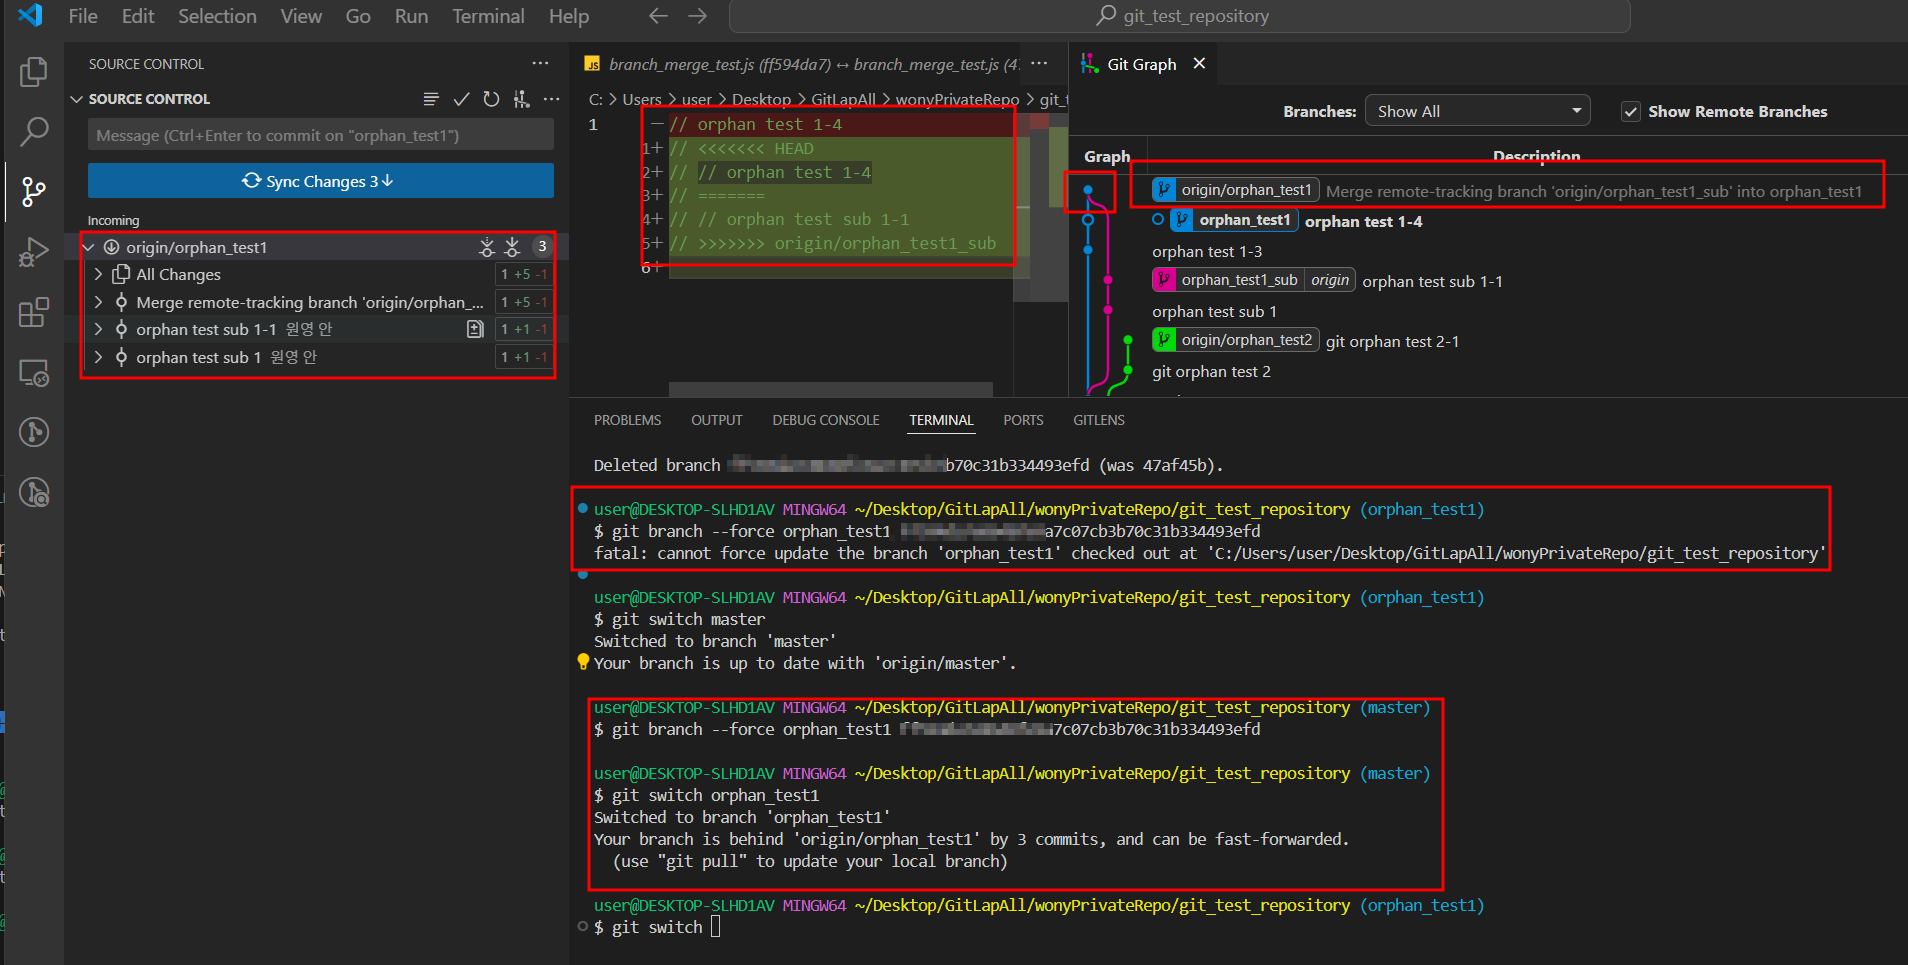 File Edit Selection View Go Run Terminal Help
git_test_repository
SOURCE CONTROL
SOURCE CONTROL
Message (Ctrl+Enter to commit on "orphan_test1")
Sync Changes 3↓
Incoming
origin/orphan_test1 3
All Changes 1 +5 -1
Merge remote-tracking branch 'origin/orphan_... 1 +5 -1
orphan test sub 1-1 원영 안 1 +1 -1
orphan test sub 1 원영 안 1 +1 -1
JS branch_merge_test.js (ff594da7) ↔ branch_merge_test.js (4
C: > Users > user > Desktop > GitLapAll > wonyPrivateRepo > git_t
1 — // orphan test 1-4
1+ // <<<<<<< HEAD
2+ // // orphan test 1-4
3+ // =======
4+ // // orphan test sub 1-1
5+ // >>>>>>> origin/orphan_test1_sub
6+
Git Graph
Branches: Show All Show Remote Branches
Graph Description
origin/orphan_test1 Merge remote-tracking branch 'origin/orphan_test1_sub' into orphan_test1
orphan_test1 orphan test 1-4
orphan test 1-3
orphan_test1_sub origin orphan test sub 1-1
orphan test sub 1
origin/orphan_test2 git orphan test 2-1
git orphan test 2
PROBLEMS OUTPUT DEBUG CONSOLE TERMINAL PORTS GITLENS
Deleted branch b70c31b334493efd (was 47af45b).
user@DESKTOP-SLHD1AV MINGW64 ~/Desktop/GitLapAll/wonyPrivateRepo/git_test_repository (orphan_test1)
$ git branch --force orphan_test1 a7c07cb3b70c31b334493efd
fatal: cannot force update the branch 'orphan_test1' checked out at 'C:/Users/user/Desktop/GitLapAll/wonyPrivateRepo/git_test_repository'
user@DESKTOP-SLHD1AV MINGW64 ~/Desktop/GitLapAll/wonyPrivateRepo/git_test_repository (orphan_test1)
$ git switch master
Switched to branch 'master'
Your branch is up to date with 'origin/master'.
user@DESKTOP-SLHD1AV MINGW64 ~/Desktop/GitLapAll/wonyPrivateRepo/git_test_repository (master)
$ git branch --force orphan_test1 7c07cb3b70c31b334493efd
user@DESKTOP-SLHD1AV MINGW64 ~/Desktop/GitLapAll/wonyPrivateRepo/git_test_repository (master)
$ git switch orphan_test1
Switched to branch 'orphan_test1'
Your branch is behind 'origin/orphan_test1' by 3 commits, and can be fast-forwarded.
(use "git pull" to update your local branch)
user@DESKTOP-SLHD1AV MINGW64 ~/Desktop/GitLapAll/wonyPrivateRepo/git_test_repository (orphan_test1)
$ git switch